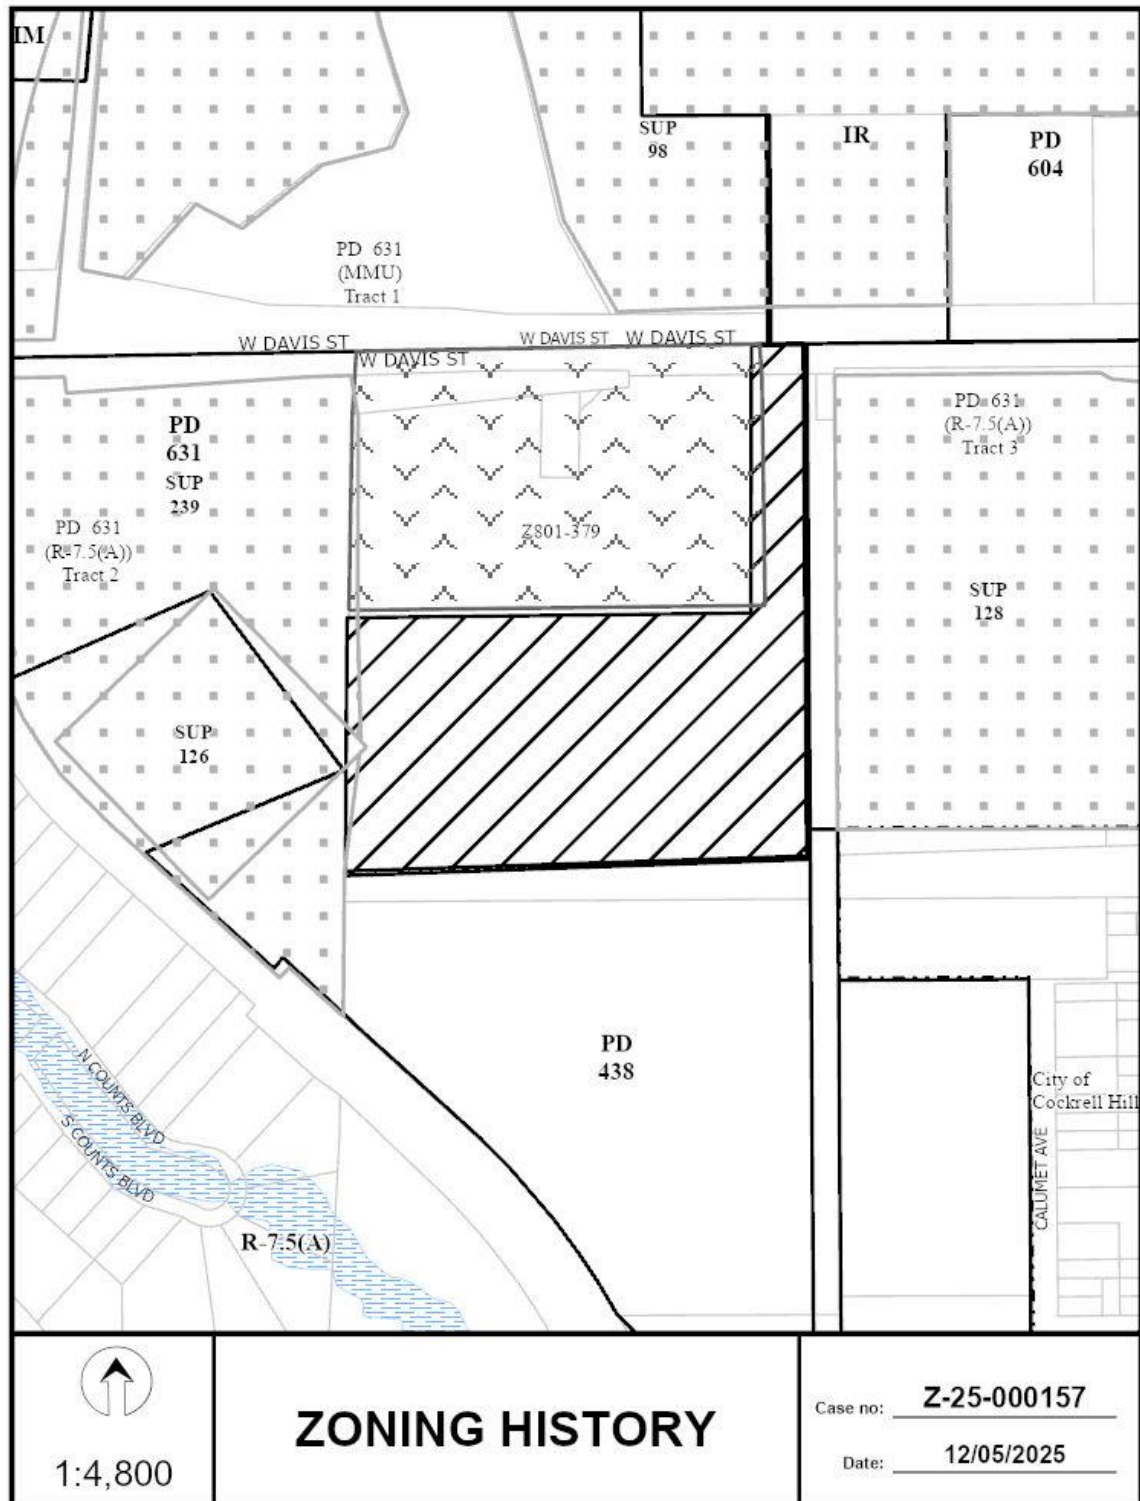 IM
SUP
98
IR
PD
604
PD 631
(MMU)
Tract 1
W DAVIS ST
W DAVIS ST
W DAVIS ST
W DAVIS ST
PD
631
SUP
239
PD 631
(R-7.5(A))
Tract 2
Z801-379
PD 631
(R-7.5(A))
Tract 3
SUP
128
SUP
126
PD
438
City of
Cockrell Hill
CALUMET AVE
N COUNTS BLVD
S COUNTS BLVD
R-7.5(A)
1:4,800
ZONING HISTORY
Case no: Z-25-000157
Date: 12/05/2025